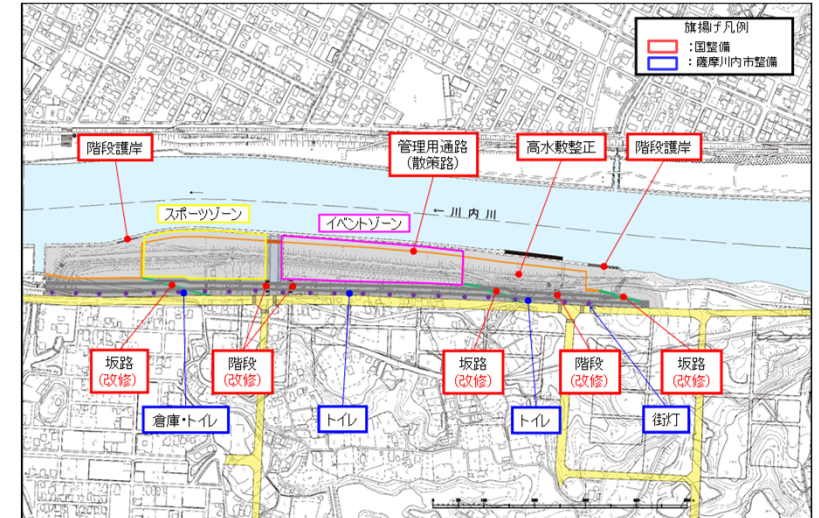 旗揚げ凡例
:国整備
:薩摩川内市整備
階段護岸
管理用通路
(散策路)
高水敷整正
階段護岸
スポーツゾーン
イベントゾーン
← 川内川
坂路
(改修)
階段
(改修)
坂路
(改修)
階段
(改修)
坂路
(改修)
倉庫・トイレ
トイレ
トイレ
街灯